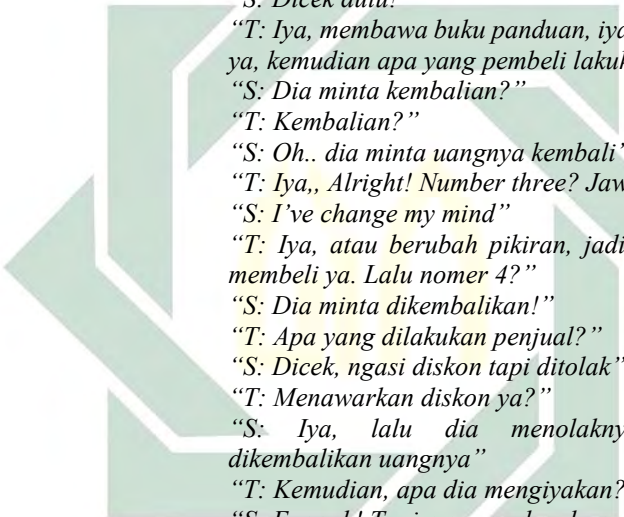 “S: Dicek dulu!”
“T: Iya, membawa buku panduan, iya
ya, kemudian apa yang pembeli
“S: Dia minta kembalian?”
“T: Kembalian?”
“S: Oh.. dia minta uangnya kembali”
“T: Iya,, Alright! Number three?
“S: I’ve change my mind”
“T: Iya, atau berubah pikiran, jadi
membeli ya. Lalu nomer 4?”
“S: Dia minta dikembalikan!”
“T: Apa yang dilakukan penjual?”
“S: Dicek, ngasi diskon tapi ditolak”
“T: Menawarkan diskon ya?”
“S: Iya, lalu dia
dikembalikan uangnya”
“T: Kemudian, apa dia mengiyakan?